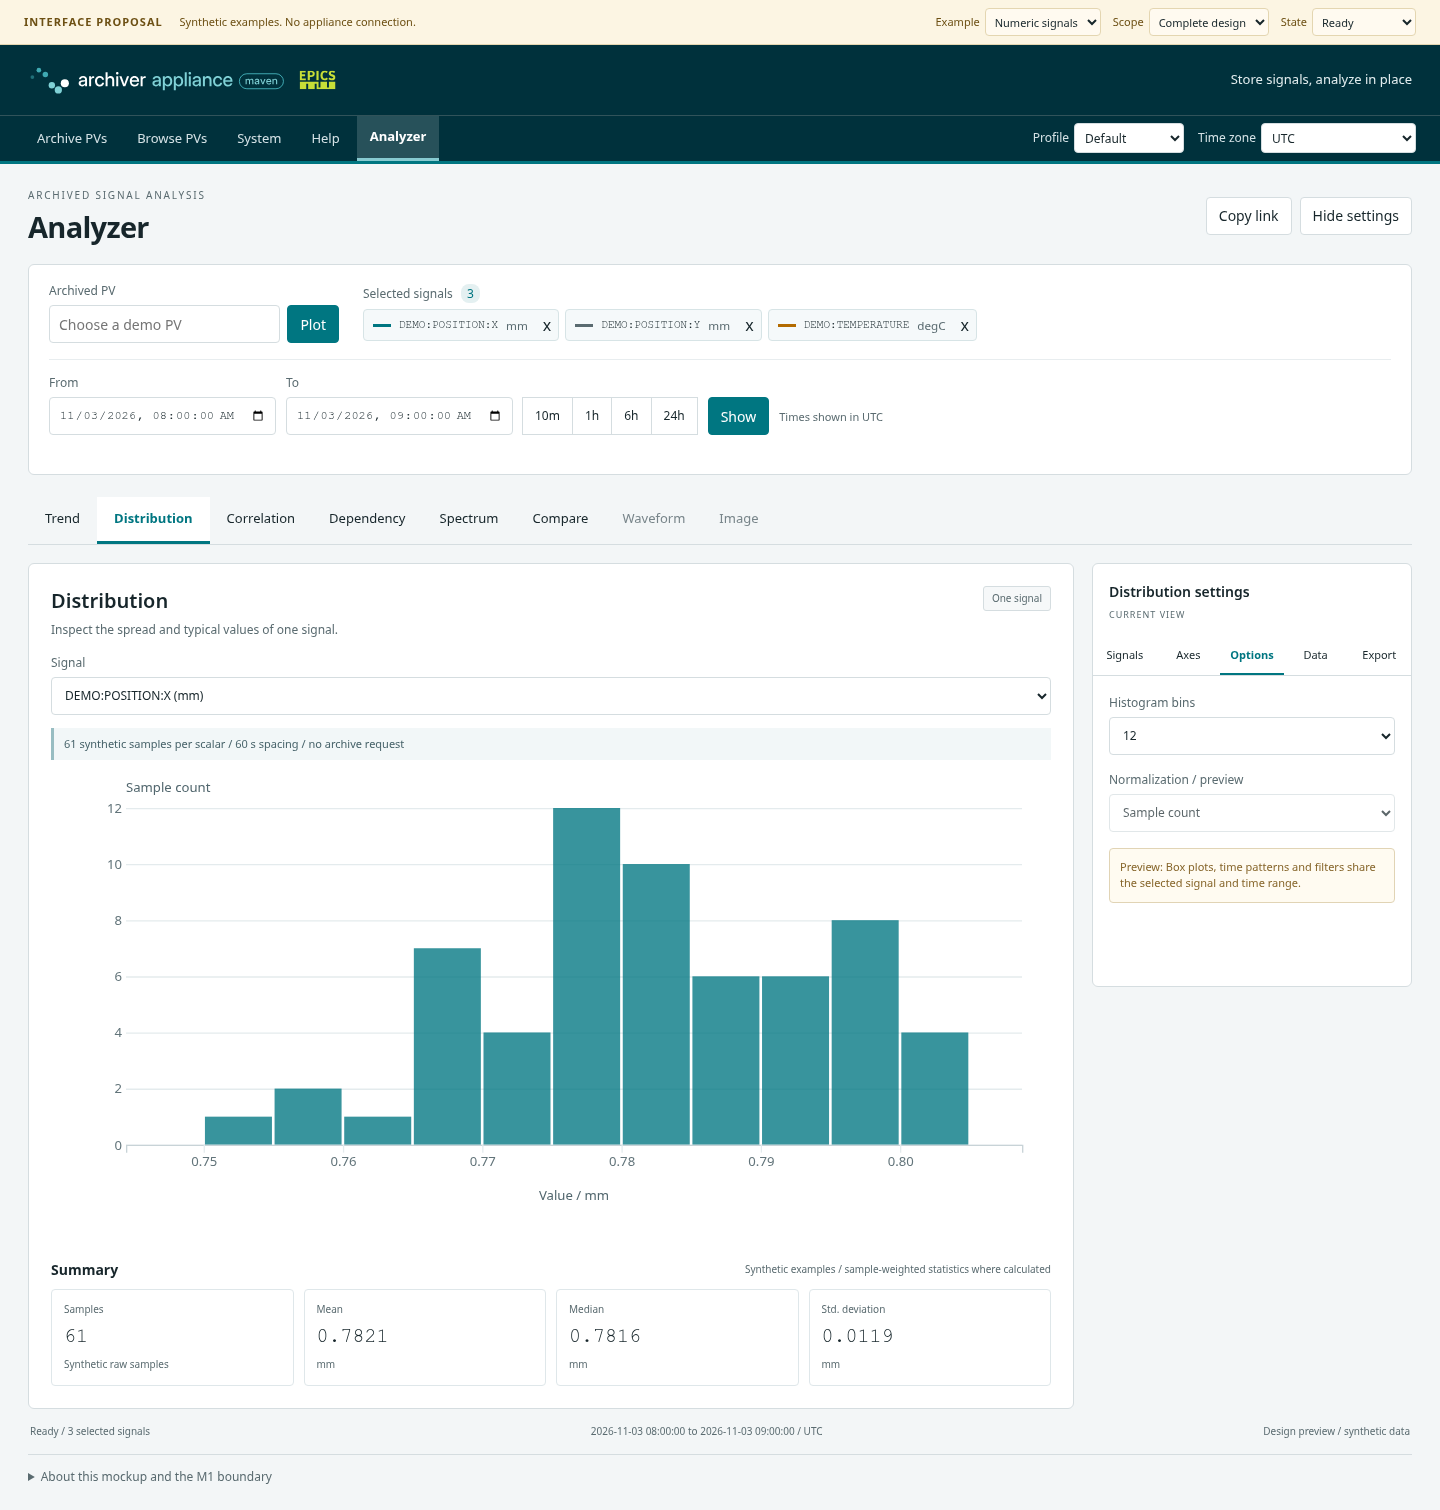 INTERFACE PROPOSAL Synthetic examples. No appliance connection. Example Numeric signals Scope Complete design State Ready
archiver appliance maven EPICS Store signals, analyze in place
Archive PVs Browse PVs System Help Analyzer Profile Default Time zone UTC
ARCHIVED SIGNAL ANALYSIS
Analyzer
Copy link Hide settings
Archived PV
Choose a demo PV Plot
Selected signals 3
DEMO:POSITION:X mm X DEMO:POSITION:Y mm X DEMO:TEMPERATURE degC X
From To
11/03/2026, 08:00:00 AM 11/03/2026, 09:00:00 AM 10m 1h 6h 24h Show Times shown in UTC
Trend Distribution Correlation Dependency Spectrum Compare Waveform Image
Distribution
One signal
Inspect the spread and typical values of one signal.
Signal
DEMO:POSITION:X (mm)
61 synthetic samples per scalar / 60 s spacing / no archive request
Sample count
12
10
8
6
4
2
0
0.75 0.76 0.77 0.78 0.79 0.80
Value / mm
Summary
Synthetic examples / sample-weighted statistics where calculated
Samples
61
Synthetic raw samples
Mean
0.7821
mm
Median
0.7816
mm
Std. deviation
0.0119
mm
Distribution settings
CURRENT VIEW
Signals Axes Options Data Export
Histogram bins
12
Normalization / preview
Sample count
Preview: Box plots, time patterns and filters share
the selected signal and time range.
Ready / 3 selected signals 2026-11-03 08:00:00 to 2026-11-03 09:00:00 / UTC Design preview / synthetic data
About this mockup and the M1 boundary